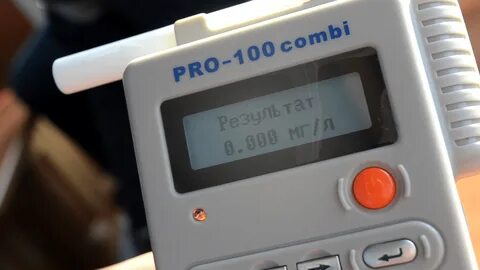 PRO-100 combi
Результат
0.000 мг/л